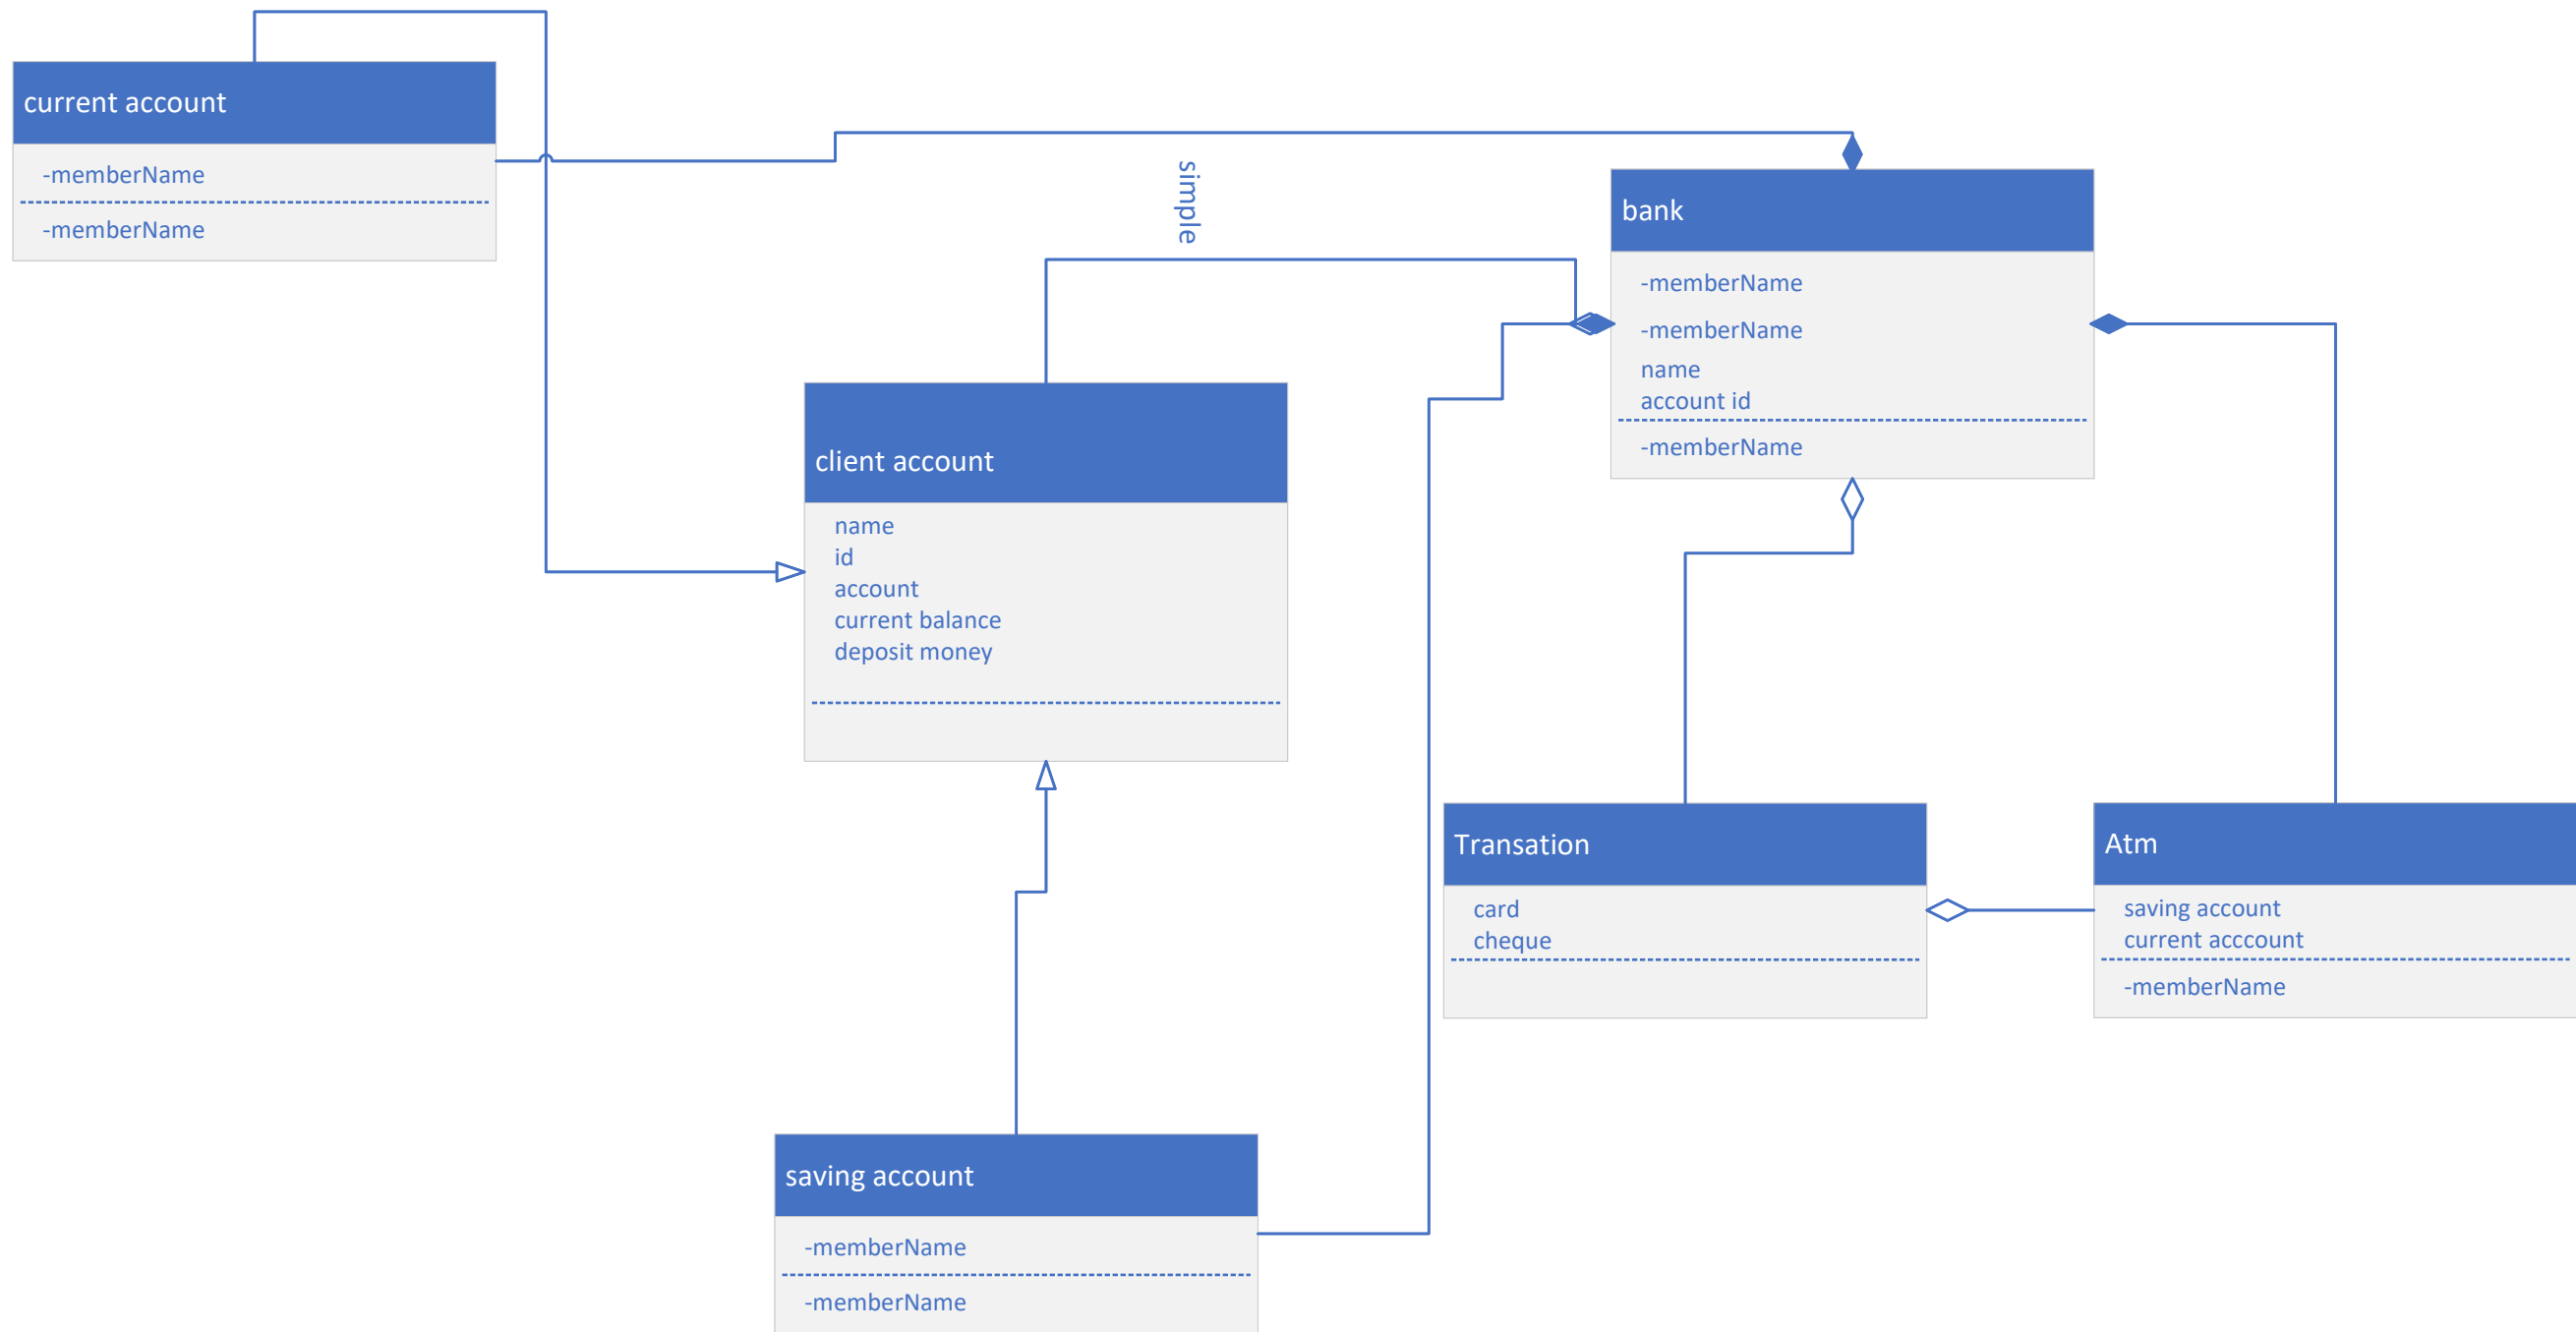 current account
-memberName
-memberName
simple
bank
-memberName
-memberName
name
account id
-memberName
client account
name
id
account
current balance
deposit money
Transation
card
cheque
Atm
saving account
current acccount
-memberName
saving account
-memberName
-memberName